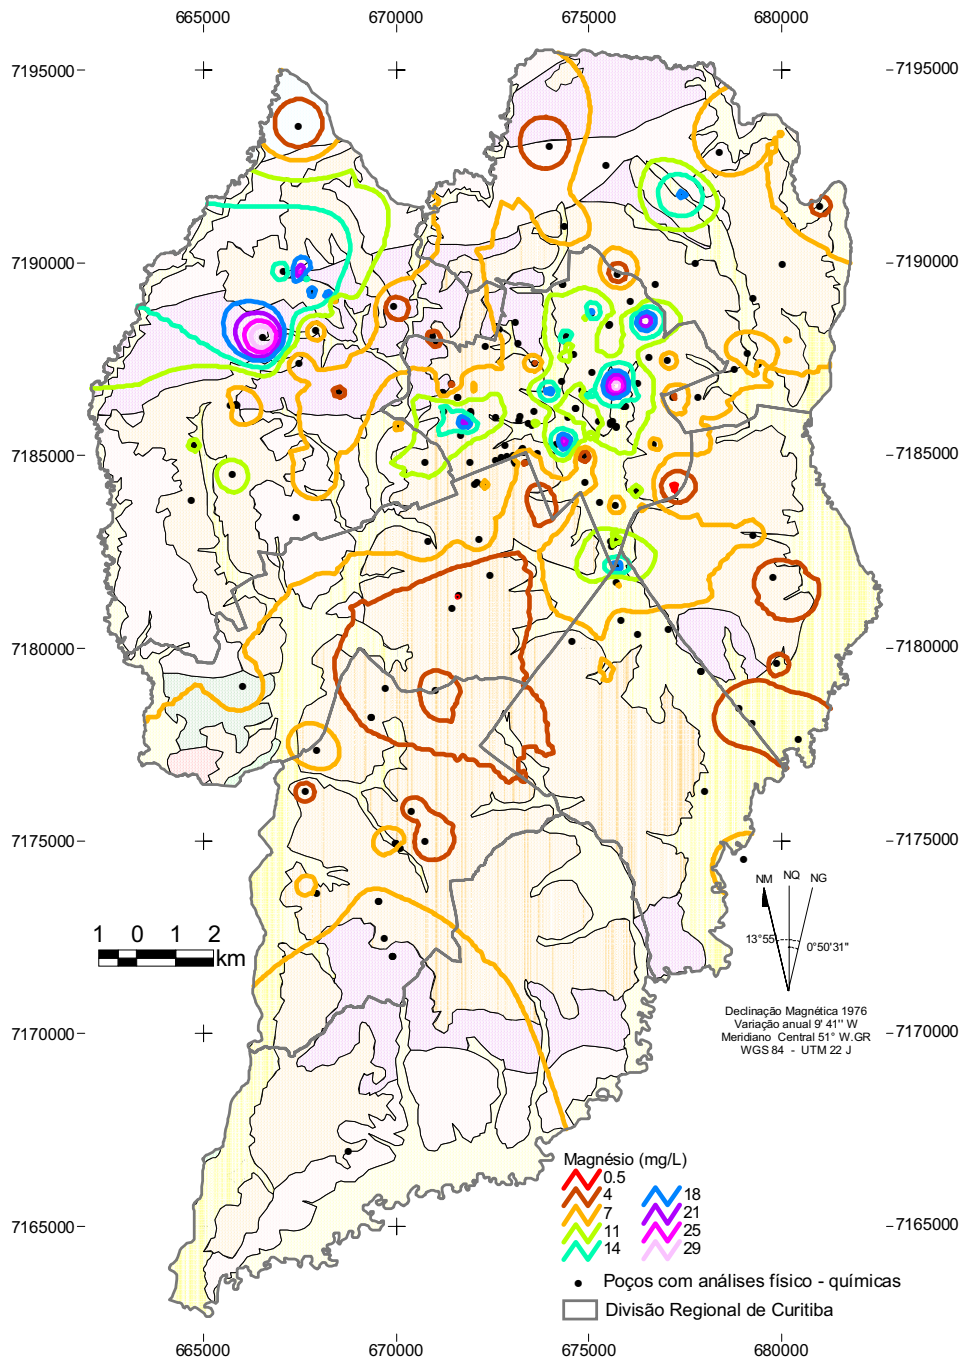 665000 670000 675000 680000
7195000 7195000
7190000 7190000
7185000 7185000
7180000 7180000
7175000 7175000
NM NQ NG
13°55' 0°50'31"
1 0 1 2
km
Declinação Magnética 1976
Variação anual 9' 41'' W
Meridiano Central 51° W.GR
WGS 84 - UTM 22 J
7170000 7170000
Magnésio (mg/L)
0.5
4 18
7 21
11 25
14 29
7165000 7165000
Poços com análises físico - químicas
Divisão Regional de Curitiba
665000 670000 675000 680000